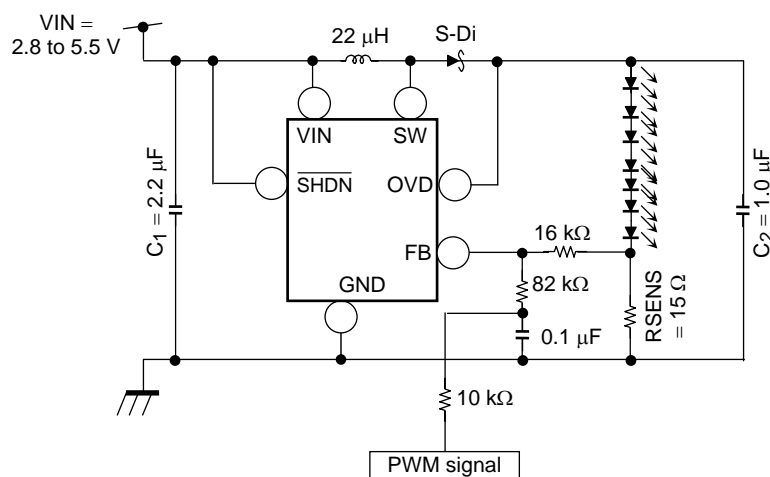 VIN =
2.8 to 5.5 V
22 μH
S-Di
VIN
SW
SHDN
OVD
C1 = 2.2 μF
FB
16 kΩ
GND
82 kΩ
0.1 μF
RSENS
= 15 Ω
C2 = 1.0 μF
10 kΩ
PWM signal